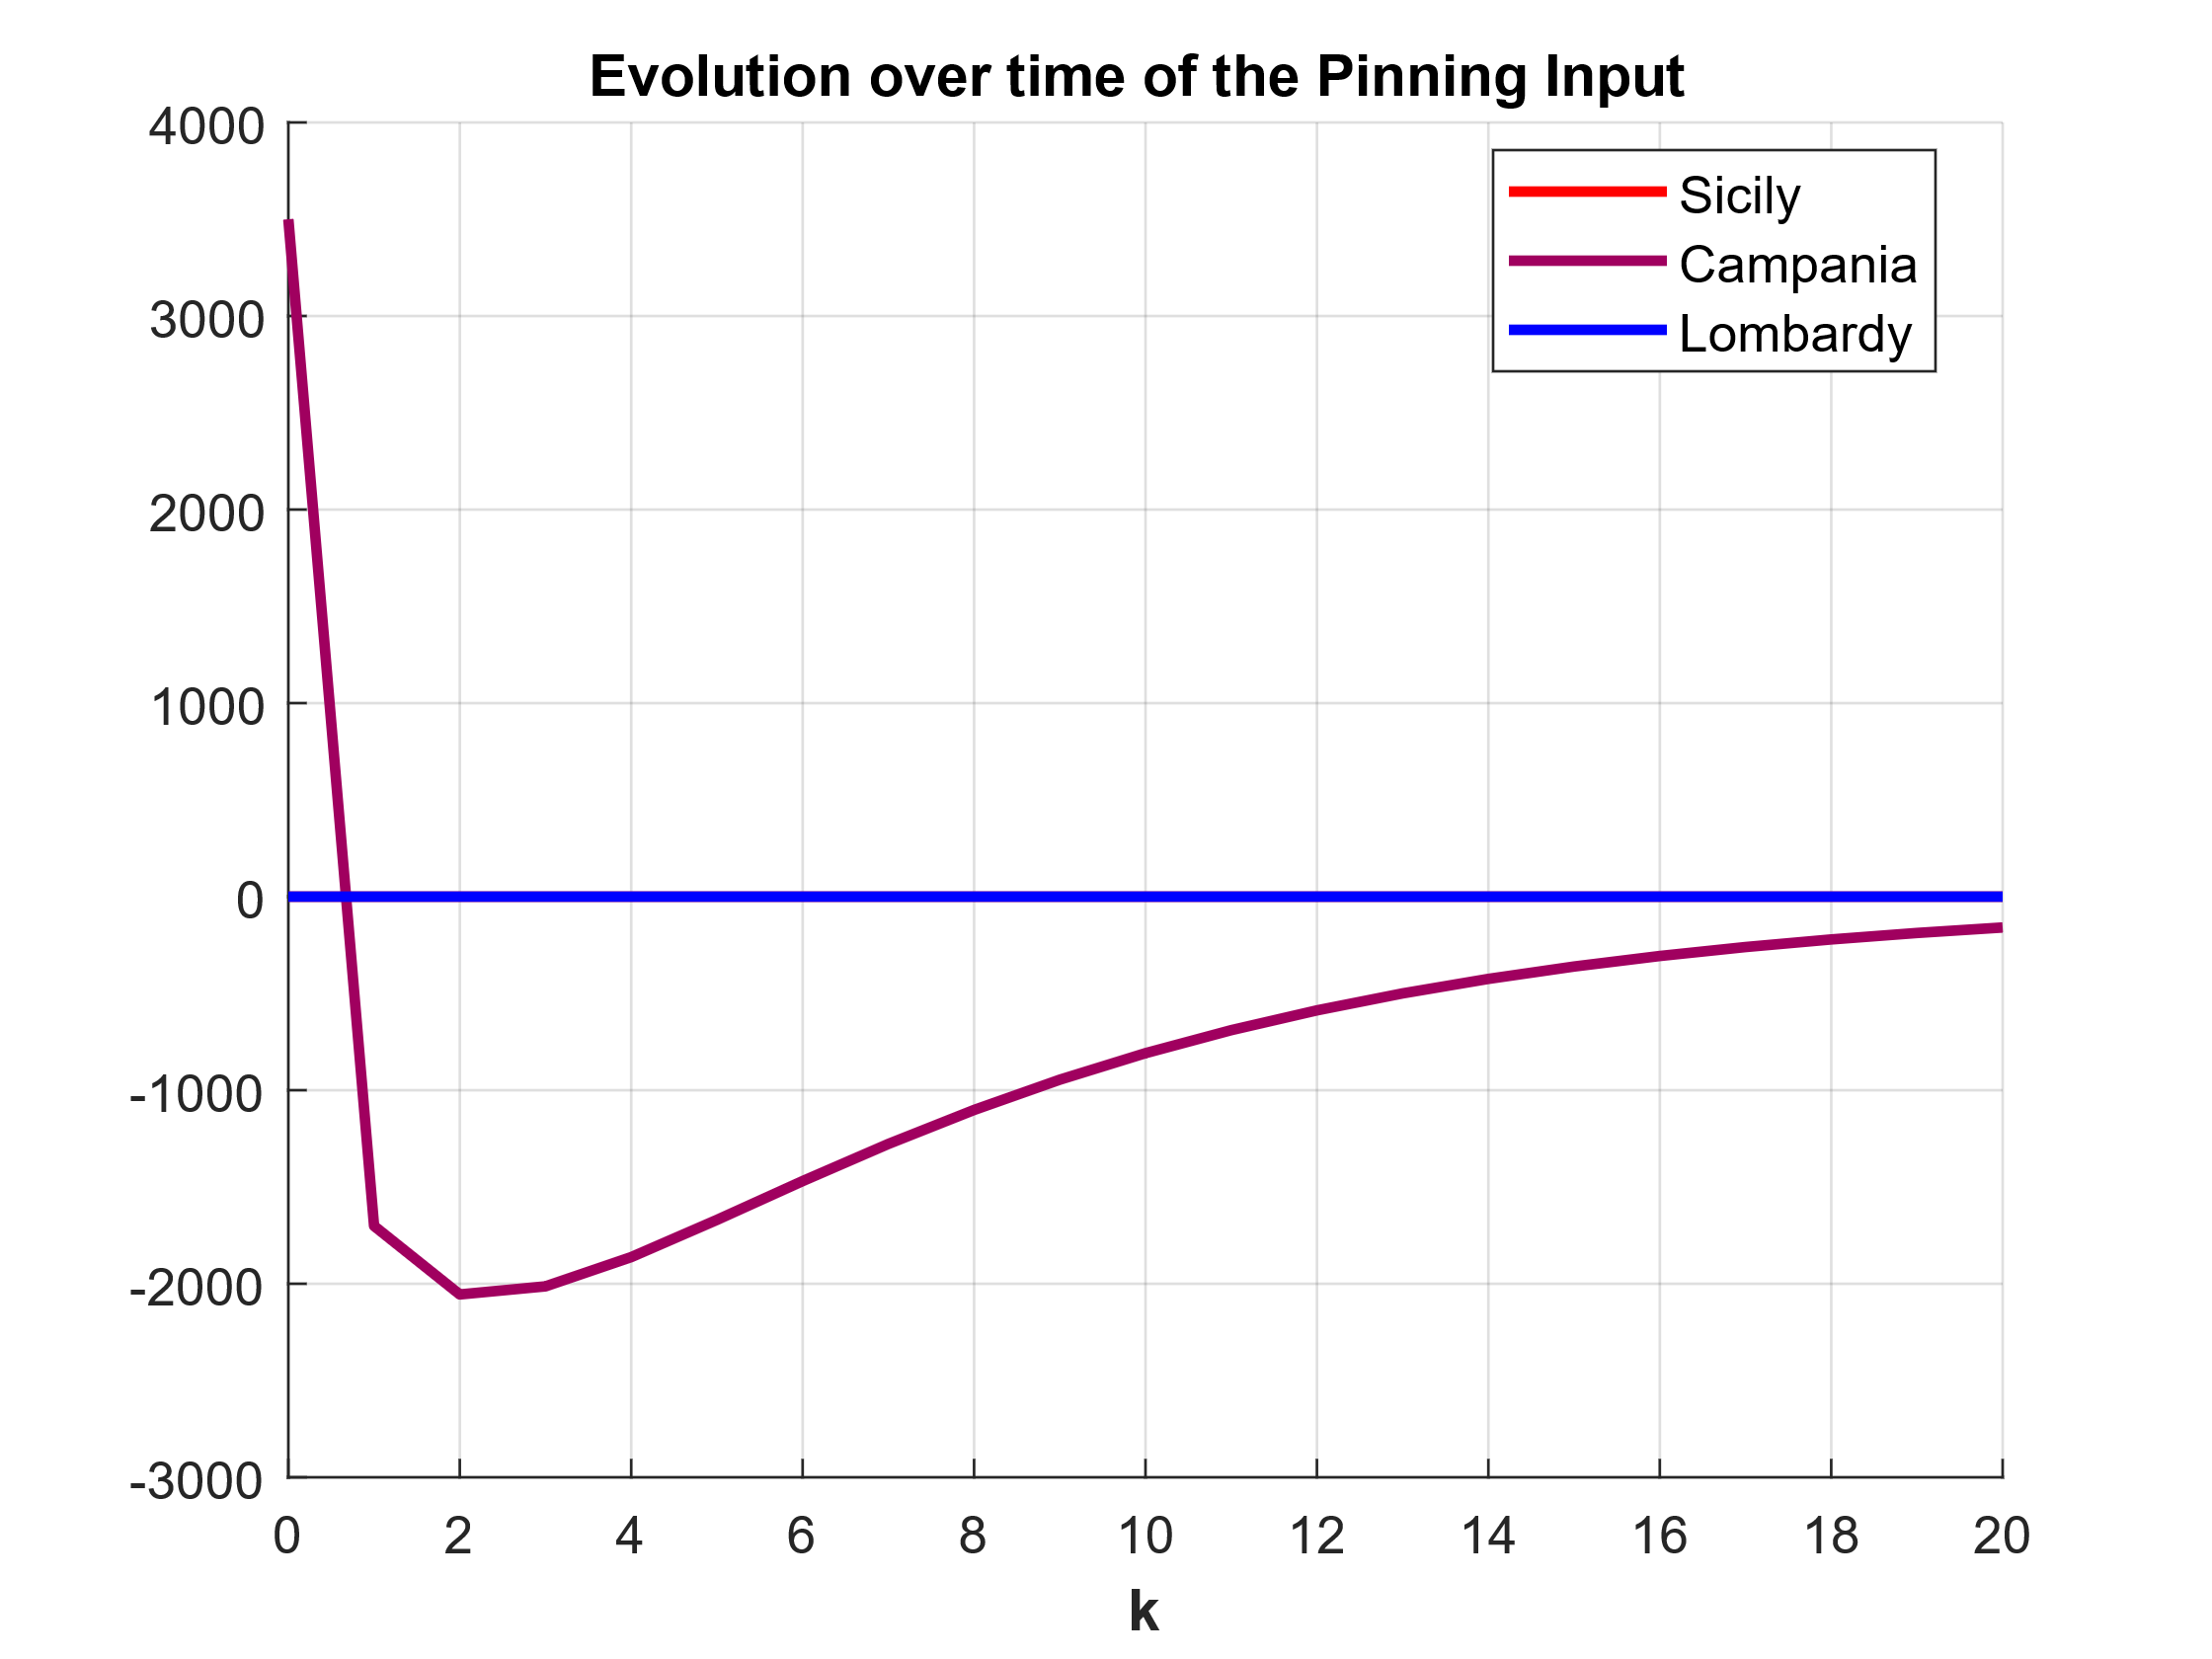 Evolution over time of the Pinning Input
4000
3000
2000
1000
0
-1000
-2000
-3000
Sicily
Campania
Lombardy
0 2 4 6 8 10 12 14 16 18 20
k